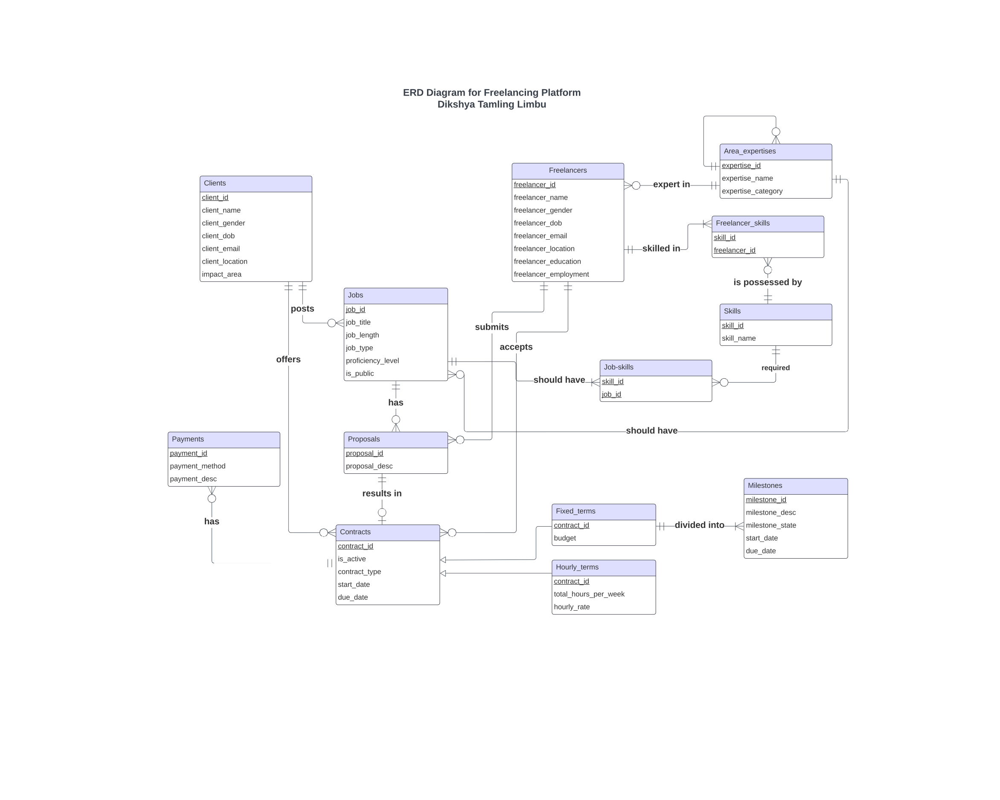 ERD Diagram for Freelancing Platform
Dikshya Tamling Limbu
Area_expertises
expertise_id
expertise_name
expertise_category
Freelancers
freelancer_id
freelancer_name
freelancer_gender
freelancer_dob
freelancer_email
freelancer_location
freelancer_education
freelancer_employment
expert in
Clients
client_id
client_name
client_gender
client_dob
client_email
client_location
impact_area
Freelancer_skills
skill_id
freelancer_id
skilled in
is possessed by
Jobs
job_id
job_title
job_length
job_type
proficiency_level
is_public
posts
submits
accepts
offers
Skills
skill_id
skill_name
required
Job-skills
skill_id
job_id
should have
has
should have
Payments
payment_id
payment_method
payment_desc
Proposals
proposal_id
proposal_desc
results in
has
Milestones
milestone_id
milestone_desc
milestone_state
start_date
due_date
Fixed_terms
contract_id
budget
divided into
Contracts
contract_id
is_active
contract_type
start_date
due_date
Hourly_terms
contract_id
total_hours_per_week
hourly_rate